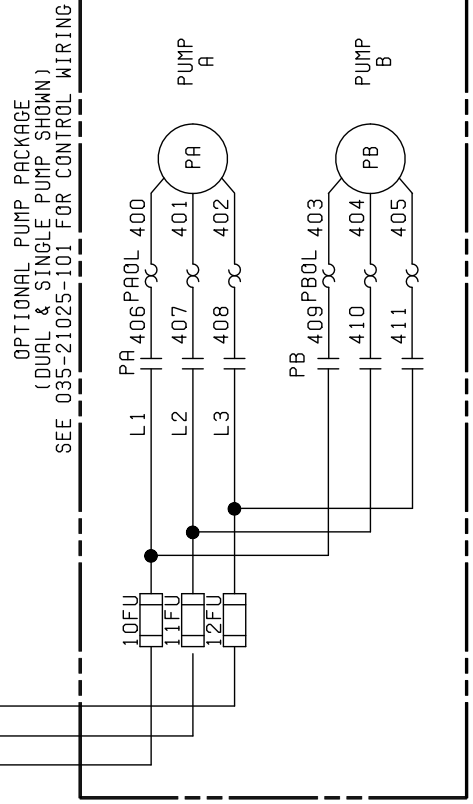 OPTIONAL PUMP PACKAGE
(DUAL & SINGLE PUMP SHOWN)
SEE 035-21025-101 FOR CONTROL WIRING
PUMP
A
PUMP
B
PA
PB
400
401
402
403
404
405
PAOL
PBOL
406
407
408
409
410
411
PA
PB
L1
L2
L3
10FU
11FU
12FU